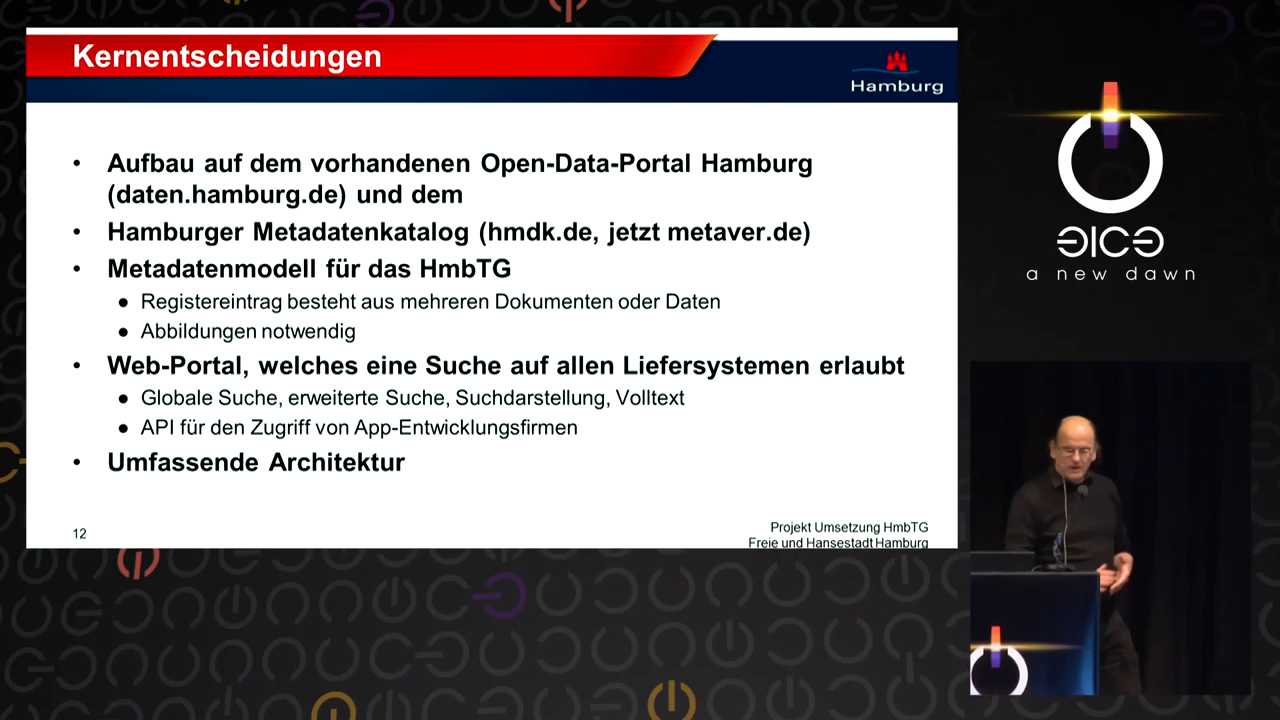 Kernentscheidungen
Hamburg
• Aufbau auf dem vorhandenen Open-Data-Portal Hamburg
(daten.hamburg.de) und dem
• Hamburger Metadatenkatalog (hmdk.de, jetzt metaver.de)
• Metadatenmodell für das HmbTG
● Registereintrag besteht aus mehreren Dokumenten oder Daten
● Abbildungen notwendig
• Web-Portal, welches eine Suche auf allen Liefersystemen erlaubt
● Globale Suche, erweiterte Suche, Suchdarstellung, Volltext
● API für den Zugriff von App-Entwicklungsfirmen
• Umfassende Architektur
12
Projekt Umsetzung HmbTG
Freie und Hansestadt Hamburg
a new dawn